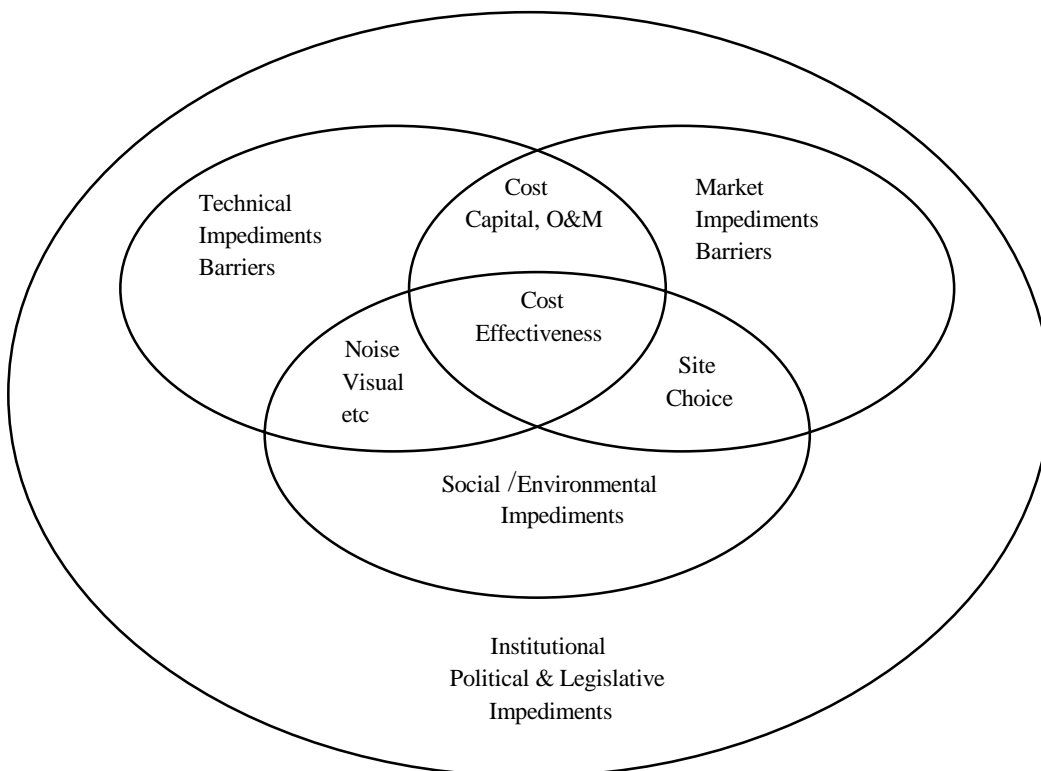 Cost
Capital, O&M
Technical
Impediments
Barriers
Market
Impediments
Barriers
Cost
Effectiveness
Noise
Visual
etc
Site
Choice
Social /Environmental
Impediments
Institutional
Political & Legislative
Impediments